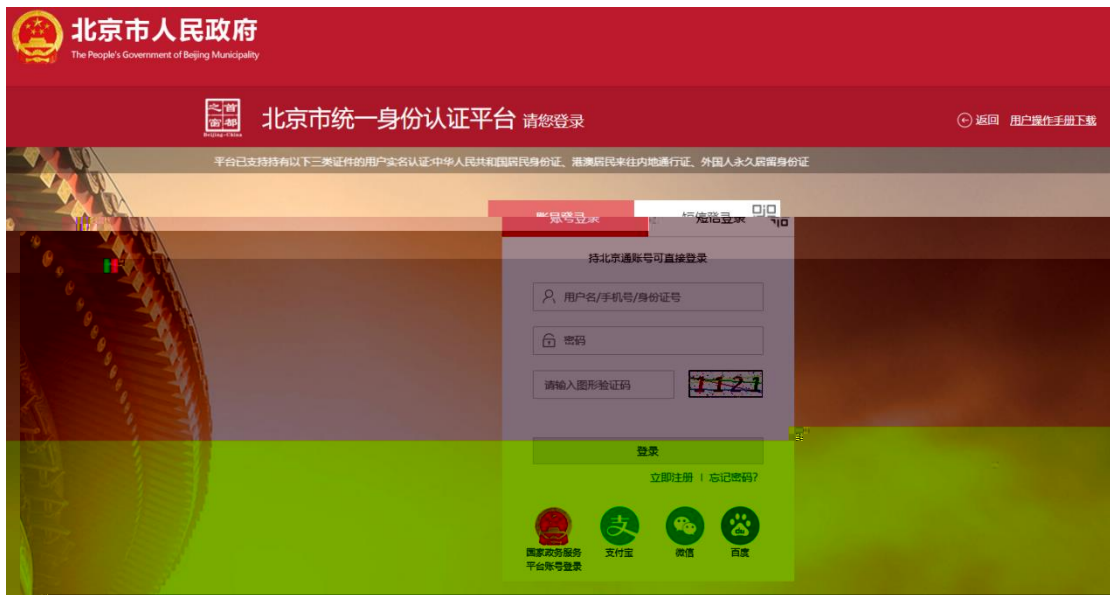 北京市人民政府
The People's Government of Beijing Municipality
之首
窗都
Beijing-China
北京市统一身份认证平台 请您登录
返回 用户操作手册下载
平台已支持持有以下三类证件的用户实名认证:中华人民共和国居民身份证、港澳居民来往内地通行证、外国人永久居留身份证
账号登录 短信登录
持北京通账号可直接登录
用户名/手机号/身份证号
密码
请输入图形验证码 1121
登录
立即注册 | 忘记密码?
国家政务服务 支付宝 微信 百度
平台账号登录